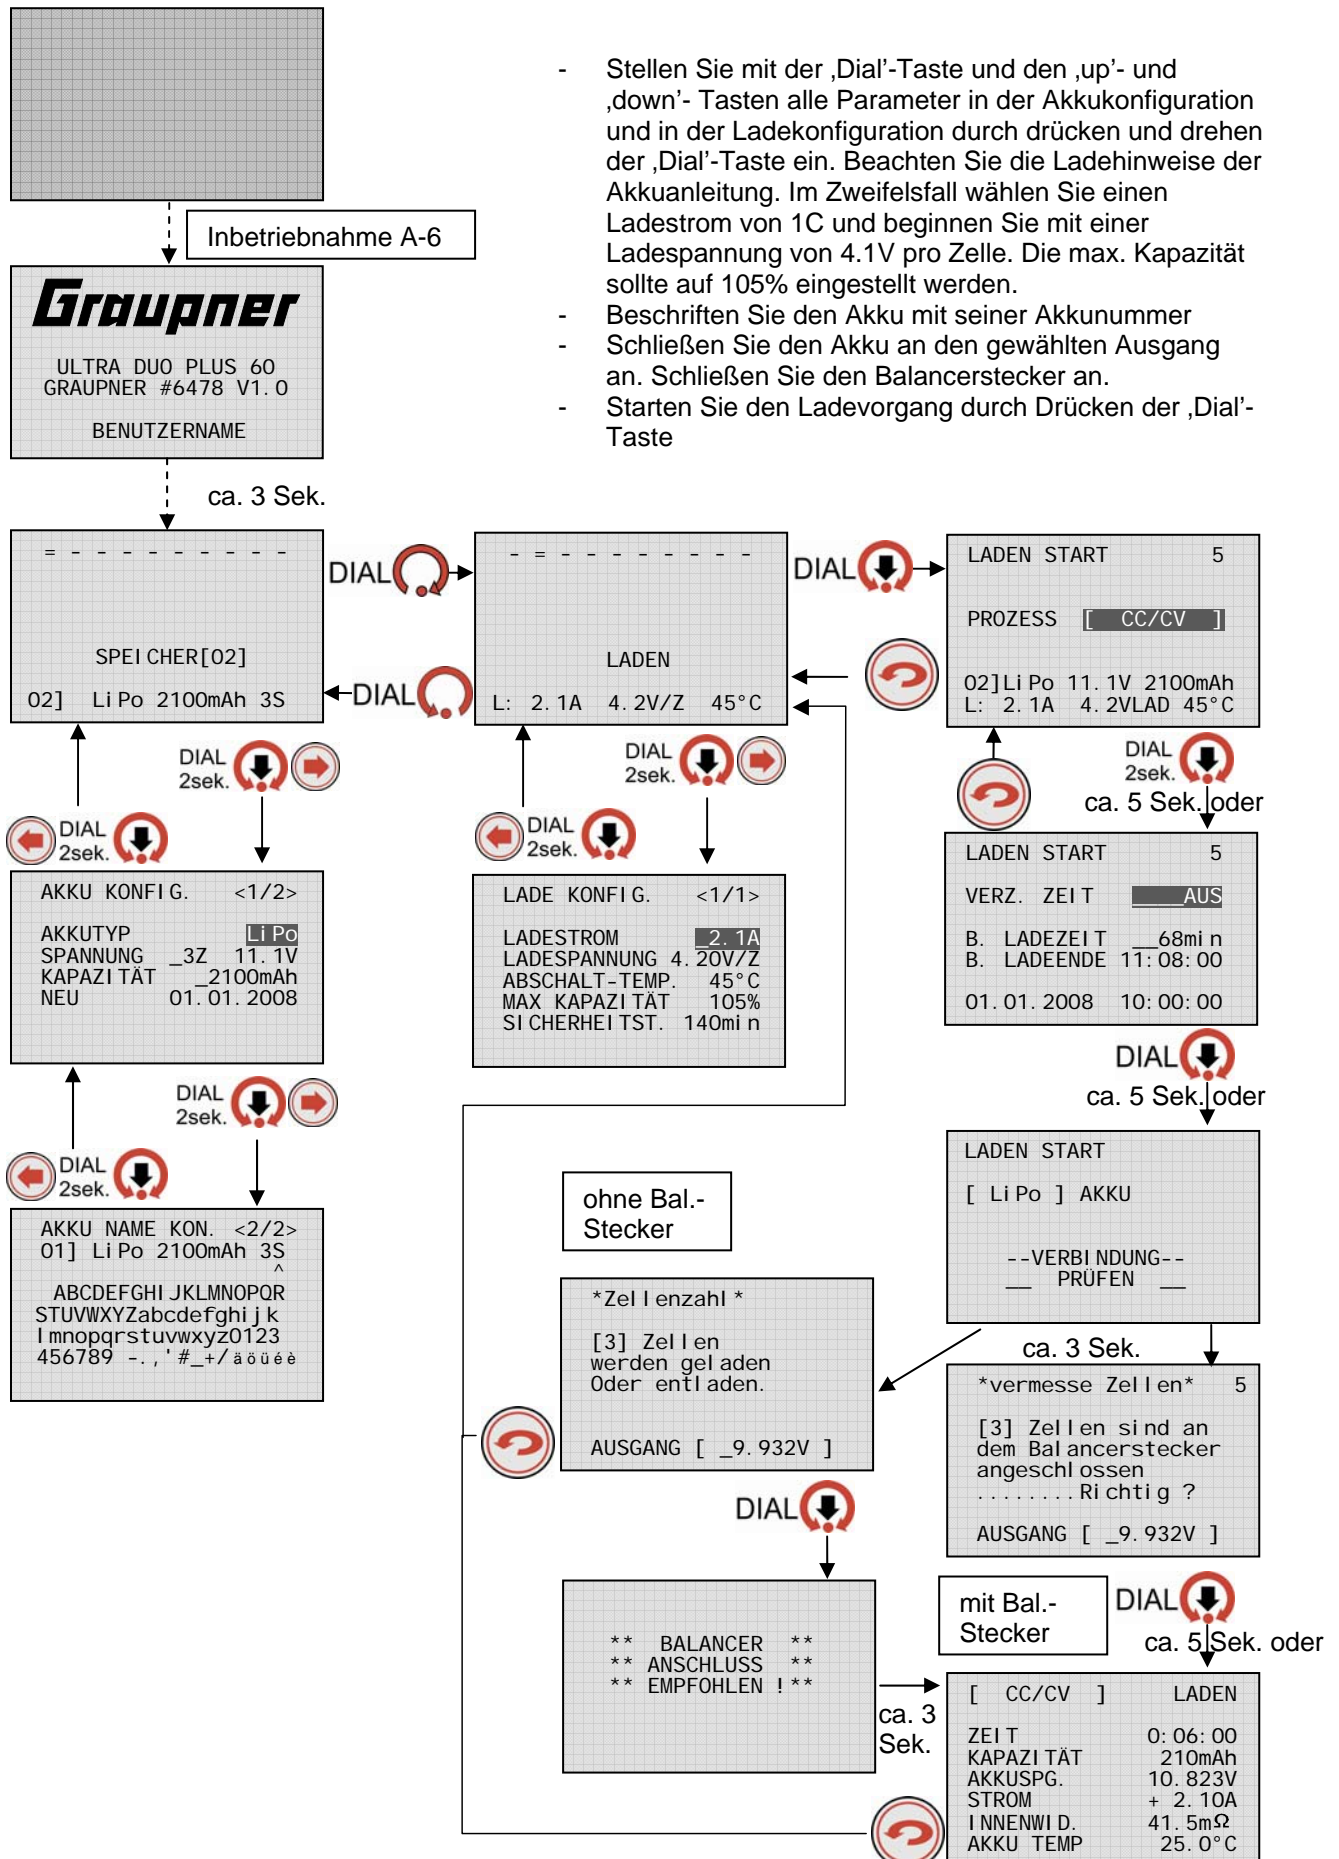 - Stellen Sie mit der ‚Dial'-Taste und den ‚up'- und
‚down'- Tasten alle Parameter in der Akkukonfiguration
und in der Ladekonfiguration durch drücken und drehen
der ‚Dial'-Taste ein. Beachten Sie die Ladehinweise der
Akkuanleitung. Im Zweifelsfall wählen Sie einen
Ladestrom von 1C und beginnen Sie mit einer
Ladespannung von 4.1V pro Zelle. Die max. Kapazität
sollte auf 105% eingestellt werden.
- Beschriften Sie den Akku mit seiner Akkunummer
- Schließen Sie den Akku an den gewählten Ausgang
an. Schließen Sie den Balancerstecker an.
- Starten Sie den Ladevorgang durch Drücken der ‚Dial'-
Taste
Inbetriebnahme A-6
Graupner
ULTRA DUO PLUS 60
GRAUPNER #6478 V1.0
BENUTZERNAME
ca. 3 Sek.
= - - - - - - - - -
SPEICHER[02]
02] LiPo 2100mAh 3S
DIAL
DIAL
- = - - - - - - - -
LADEN
L: 2.1A 4.2V/Z 45°C
DIAL
LADEN START 5
PROZESS [ CC/CV ]
02]LiPo 11.1V 2100mAh
L: 2.1A 4.2VLAD 45°C
DIAL
2sek.
DIAL
2sek.
DIAL
2sek.
DIAL
2sek.
DIAL
2sek.
ca. 5 Sek. oder
AKKU KONFIG. <1/2>
AKKUTYP LiPo
SPANNUNG _3Z 11.1V
KAPAZITÄT _2100mAh
NEU 01.01.2008
LADE KONFIG. <1/1>
LADESTROM _2.1A
LADESPANNUNG 4.20V/Z
ABSCHALT-TEMP. 45°C
MAX KAPAZITÄT 105%
SICHERHEITST. 140min
LADEN START 5
VERZ. ZEIT ____AUS
B. LADEZEIT __68min
B. LADEENDE 11:08:00
01.01.2008 10:00:00
DIAL
2sek.
DIAL
2sek.
DIAL
ca. 5 Sek. oder
AKKU NAME KON. <2/2>
01] LiPo 2100mAh 3S
^
ABCDEFGHIJKLMNOPQR
STUVWXYZabcdefghijk
lmnopqrstuvwxyz0123
456789 -.,'#_+/äöüéè
LADEN START
[ LiPo ] AKKU
--VERBINDUNG--
__ PRÜFEN __
ohne Bal.-
Stecker
ca. 3 Sek.
*Zellenzahl*
[3] Zellen
werden geladen
Oder entladen.
AUSGANG [ _9.932V ]
*vermesse Zellen* 5
[3] Zellen sind an
dem Balancerstecker
angeschlossen
........Richtig ?
AUSGANG [ _9.932V ]
DIAL
** BALANCER **
** ANSCHLUSS **
** EMPFOHLEN !**
ca. 3
Sek.
mit Bal.-
Stecker
DIAL
ca. 5 Sek. oder
[ CC/CV ] LADEN
ZEIT 0:06:00
KAPAZITÄT 210mAh
AKKUSPG. 10.823V
STROM + 2.10A
INNENWID. 41.5mΩ
AKKU TEMP 25.0°C